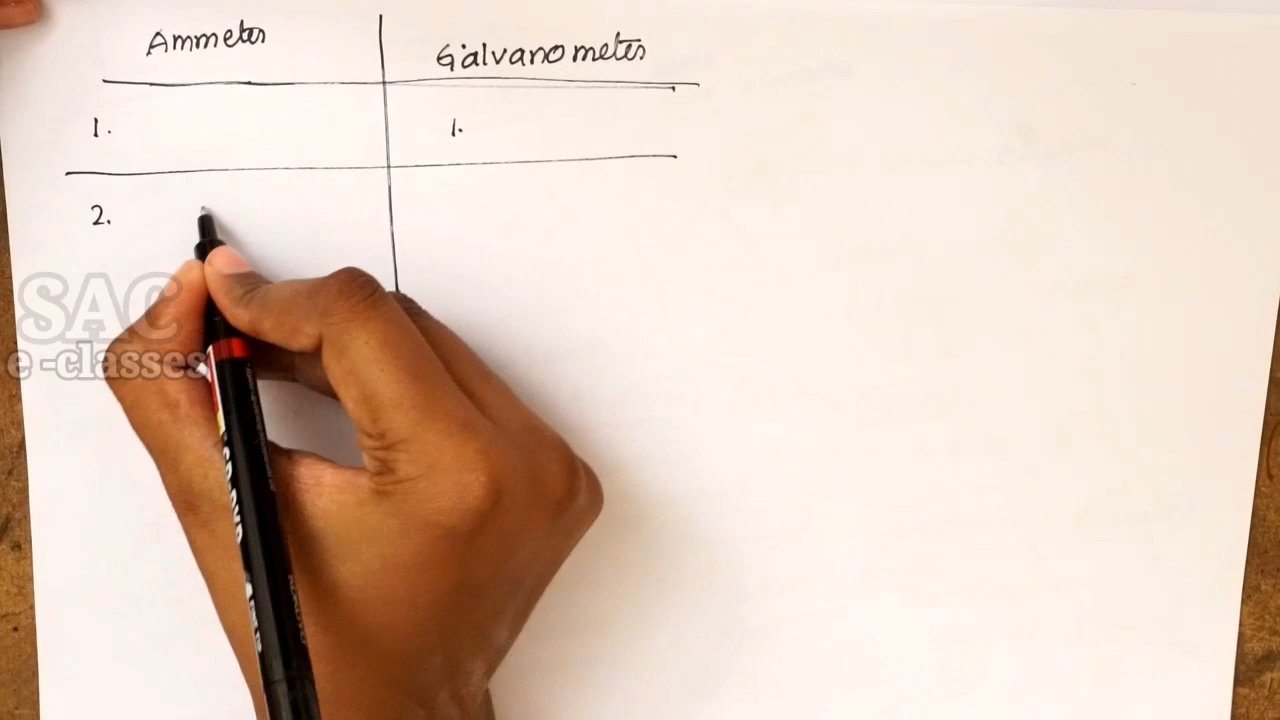 Ammeter
Galvanometer
1.
1.
2.
SAC
e-classes